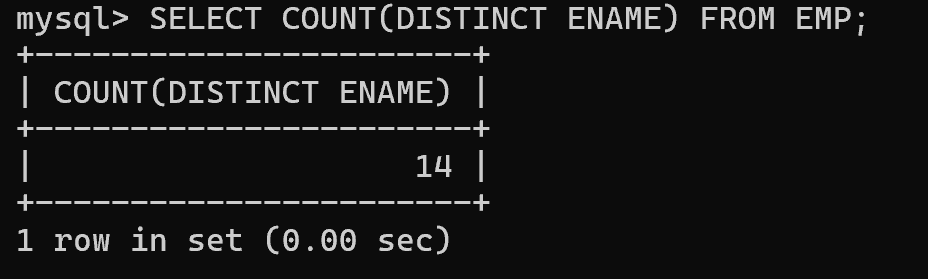 mysql> SELECT COUNT(DISTINCT ENAME) FROM EMP;
+-----------------------+
| COUNT(DISTINCT ENAME) |
+-----------------------+
|                    14 |
+-----------------------+
1 row in set (0.00 sec)